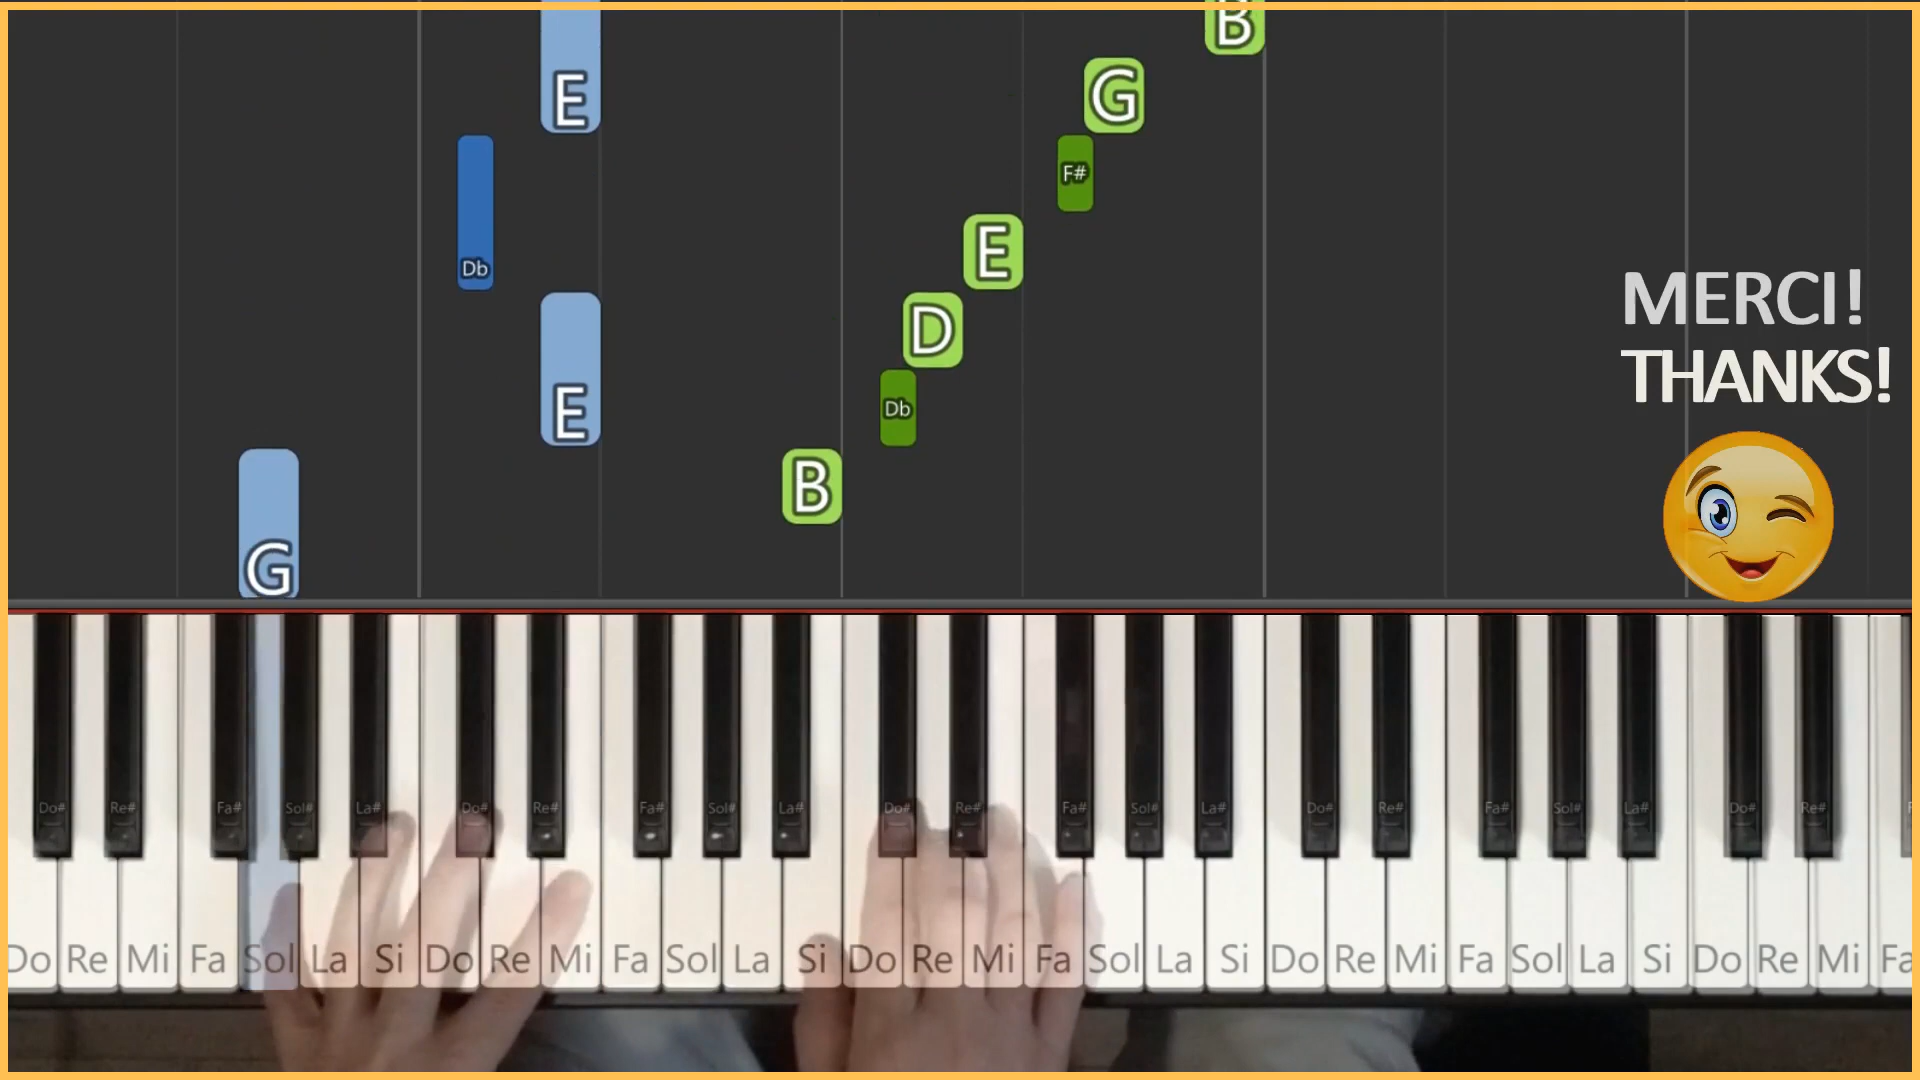 B
E
G
F#
Db
E
D
E
Db
B
G
MERCI!
THANKS!
Do# Re# Fa# Sol# La# Do# Re# Fa# Sol# La# Do# Re# Fa# Sol# La# Do# Re# Fa# Sol# La# Do# Re#
Do Re Mi Fa Sol La Si Do Re Mi Fa Sol La Si Do Re Mi Fa Sol La Si Do Re Mi Fa Sol La Si Do Re Mi Fa